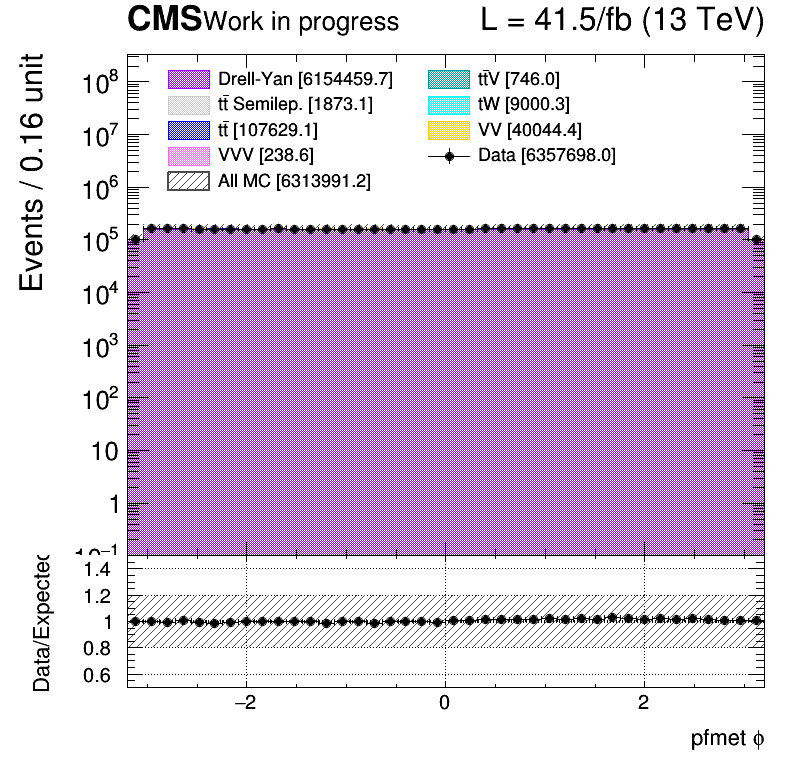 CMS Work in progress L = 41.5/fb (13 TeV)
Events / 0.16 unit
Drell-Yan [6154459.7] tt̄V [746.0]
tt̄ Semilep. [1873.1] tW [9000.3]
tt̄ [107629.1] VV [40044.4]
VVV [238.6] Data [6357698.0]
All MC [6313991.2]
10⁸
10⁷
10⁶
10⁵
10⁴
10³
10²
10
1
10⁻¹
Data/Expected
1.4
1.2
1
0.8
0.6
−2 0 2
pfmet ϕ